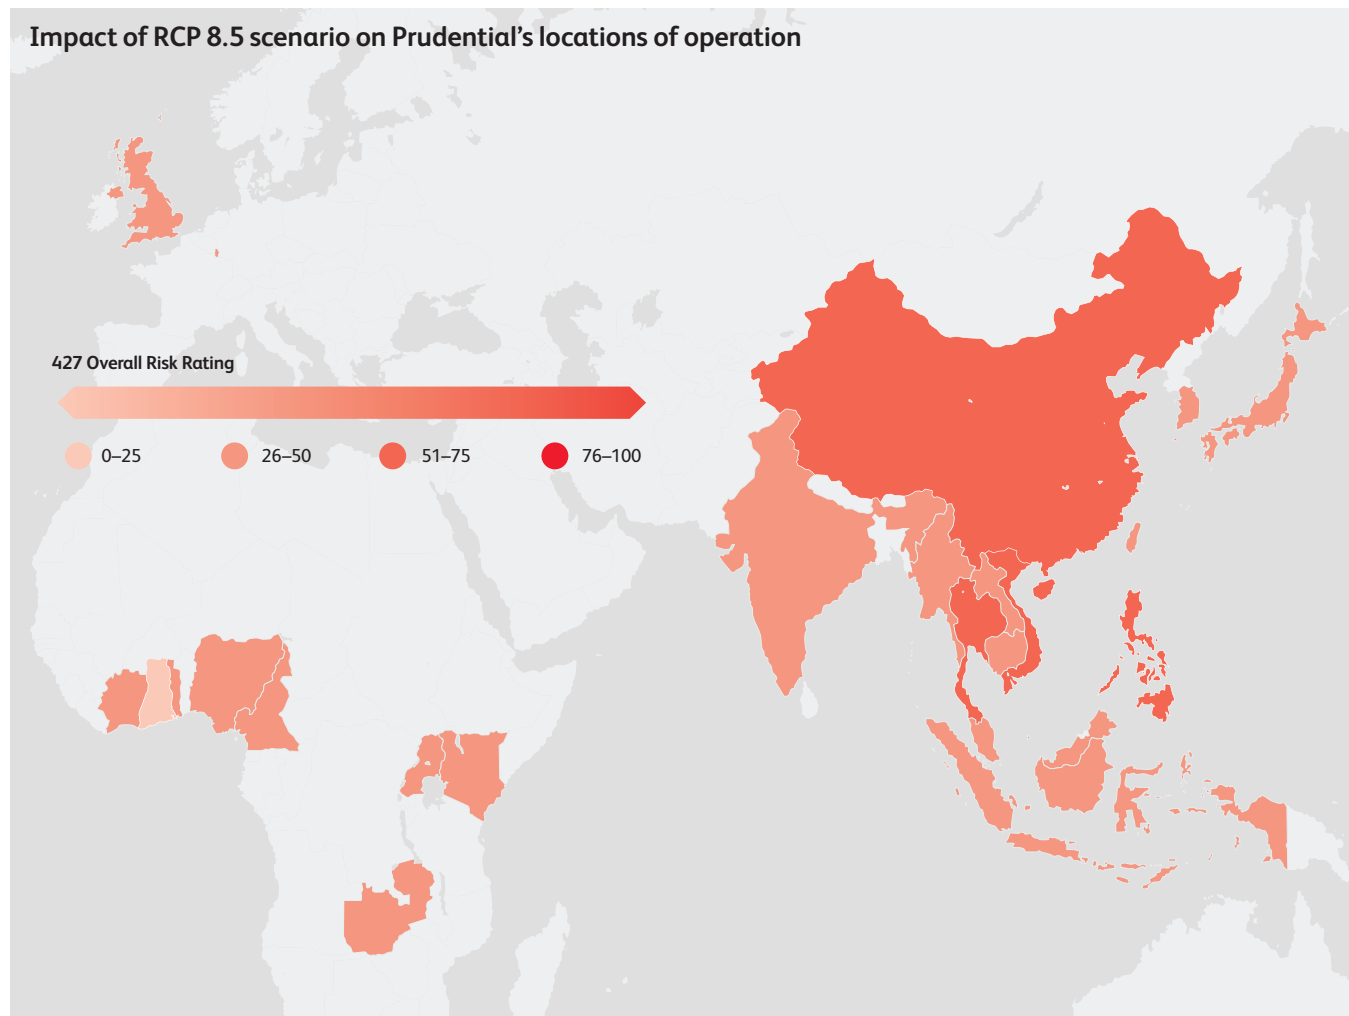 Impact of RCP 8.5 scenario on Prudential’s locations of operation
427 Overall Risk Rating
0–25 26–50 51–75 76–100